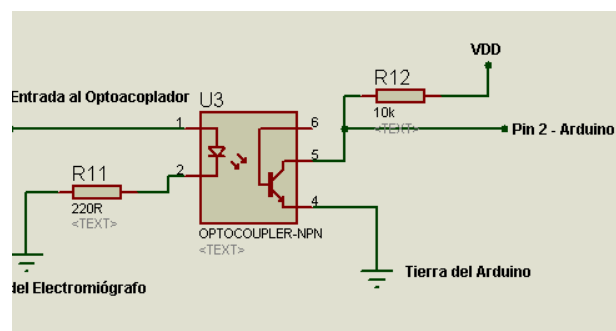 VDD
R12
10k
<TEXT>
Entrada al Optoacoplador
U3
1
6
Pin 2 - Arduino
5
2
R11
220R
<TEXT>
4
OPTOCOUPLER-NPN
<TEXT>
Tierra del Arduino
del Electromiógrafo